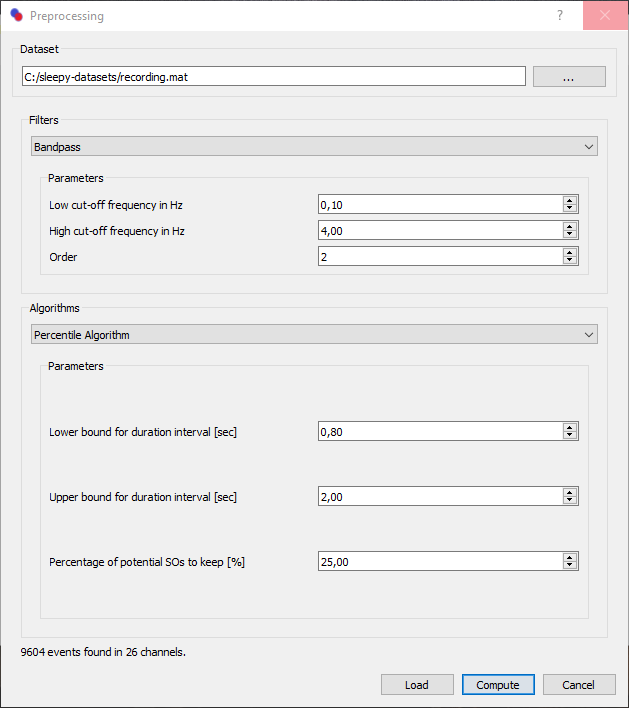 Preprocessing ?
Dataset
C:/sleepy-datasets/recording.mat ...
Filters
Bandpass
Parameters
Low cut-off frequency in Hz 0,10
High cut-off frequency in Hz 4,00
Order 2
Algorithms
Percentile Algorithm
Parameters
Lower bound for duration interval [sec] 0,80
Upper bound for duration interval [sec] 2,00
Percentage of potential SOs to keep [%] 25,00
9604 events found in 26 channels.
Load Compute Cancel